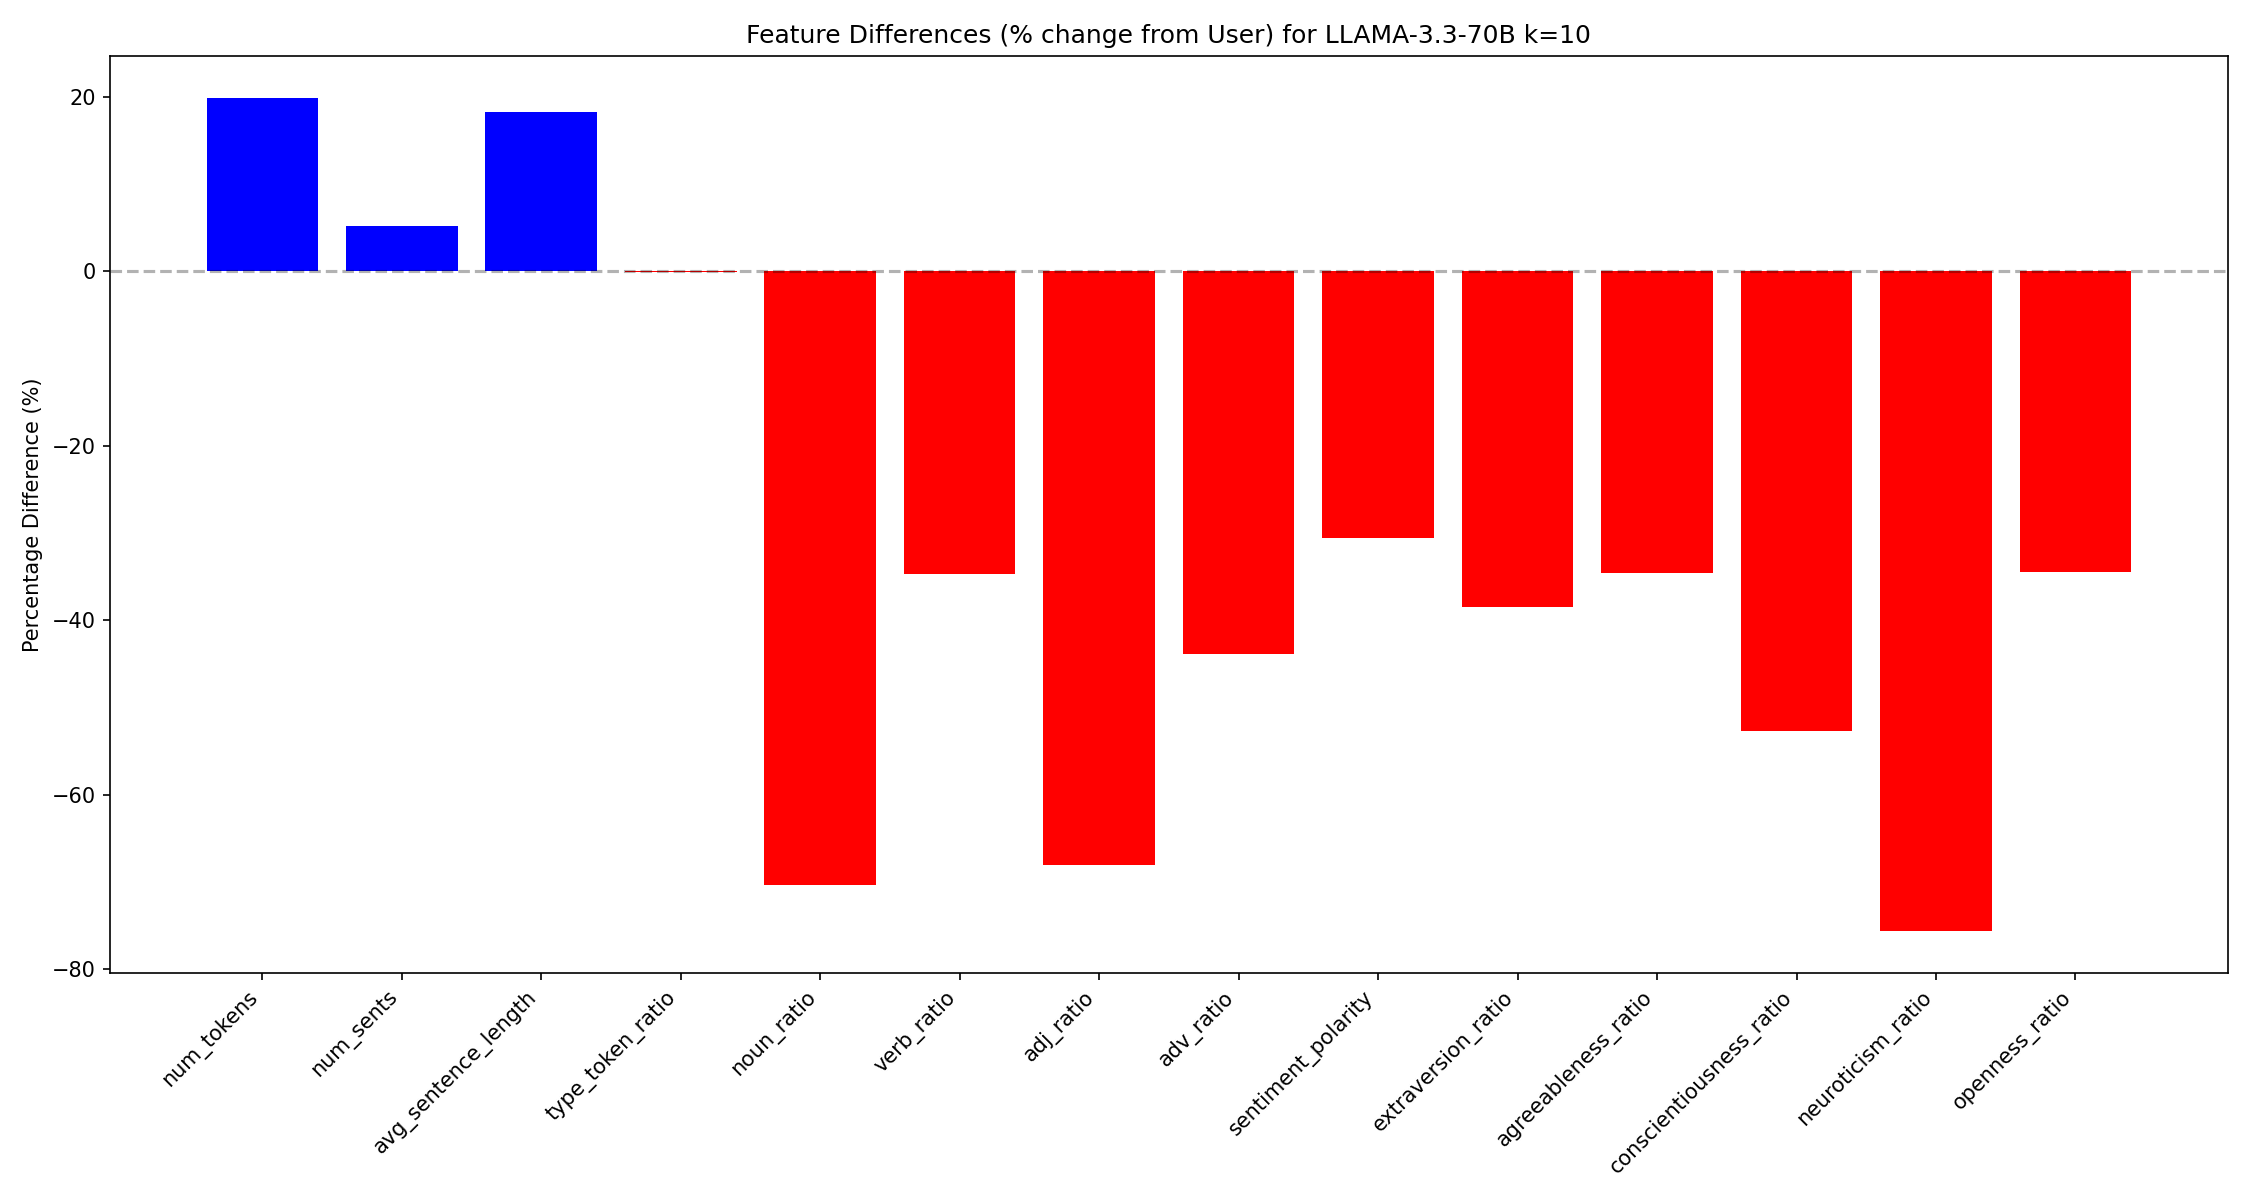 Feature Differences (% change from User) for LLAMA-3.3-70B k=10
Percentage Difference (%)
20
0
−20
−40
−60
−80
num_tokens
num_sents
avg_sentence_length
type_token_ratio
noun_ratio
verb_ratio
adj_ratio
adv_ratio
sentiment_polarity
extraversion_ratio
agreeableness_ratio
conscientiousness_ratio
neuroticism_ratio
openness_ratio